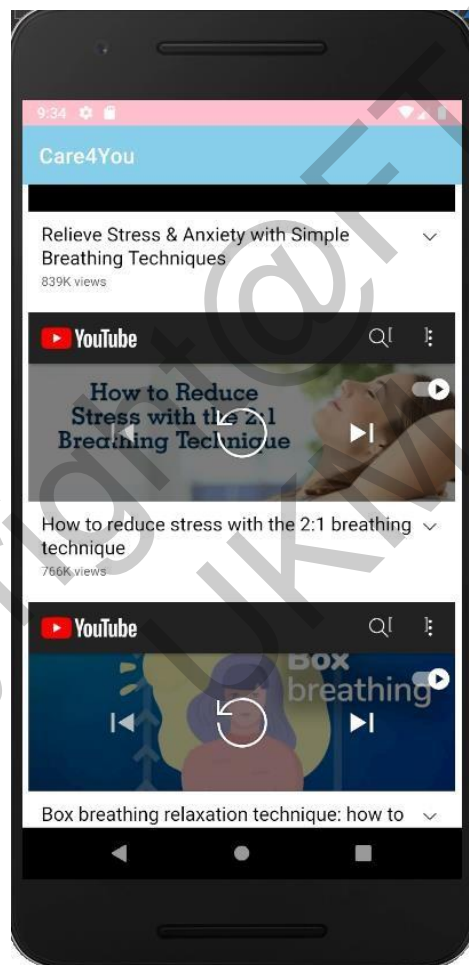 9:34
Care4You
Relieve Stress & Anxiety with Simple
Breathing Techniques
839K views
YouTube
How to Reduce
Stress with the 2:1
Breathing Technique
How to reduce stress with the 2:1 breathing
technique
766K views
YouTube
Box
breathing
Box breathing relaxation technique: how to